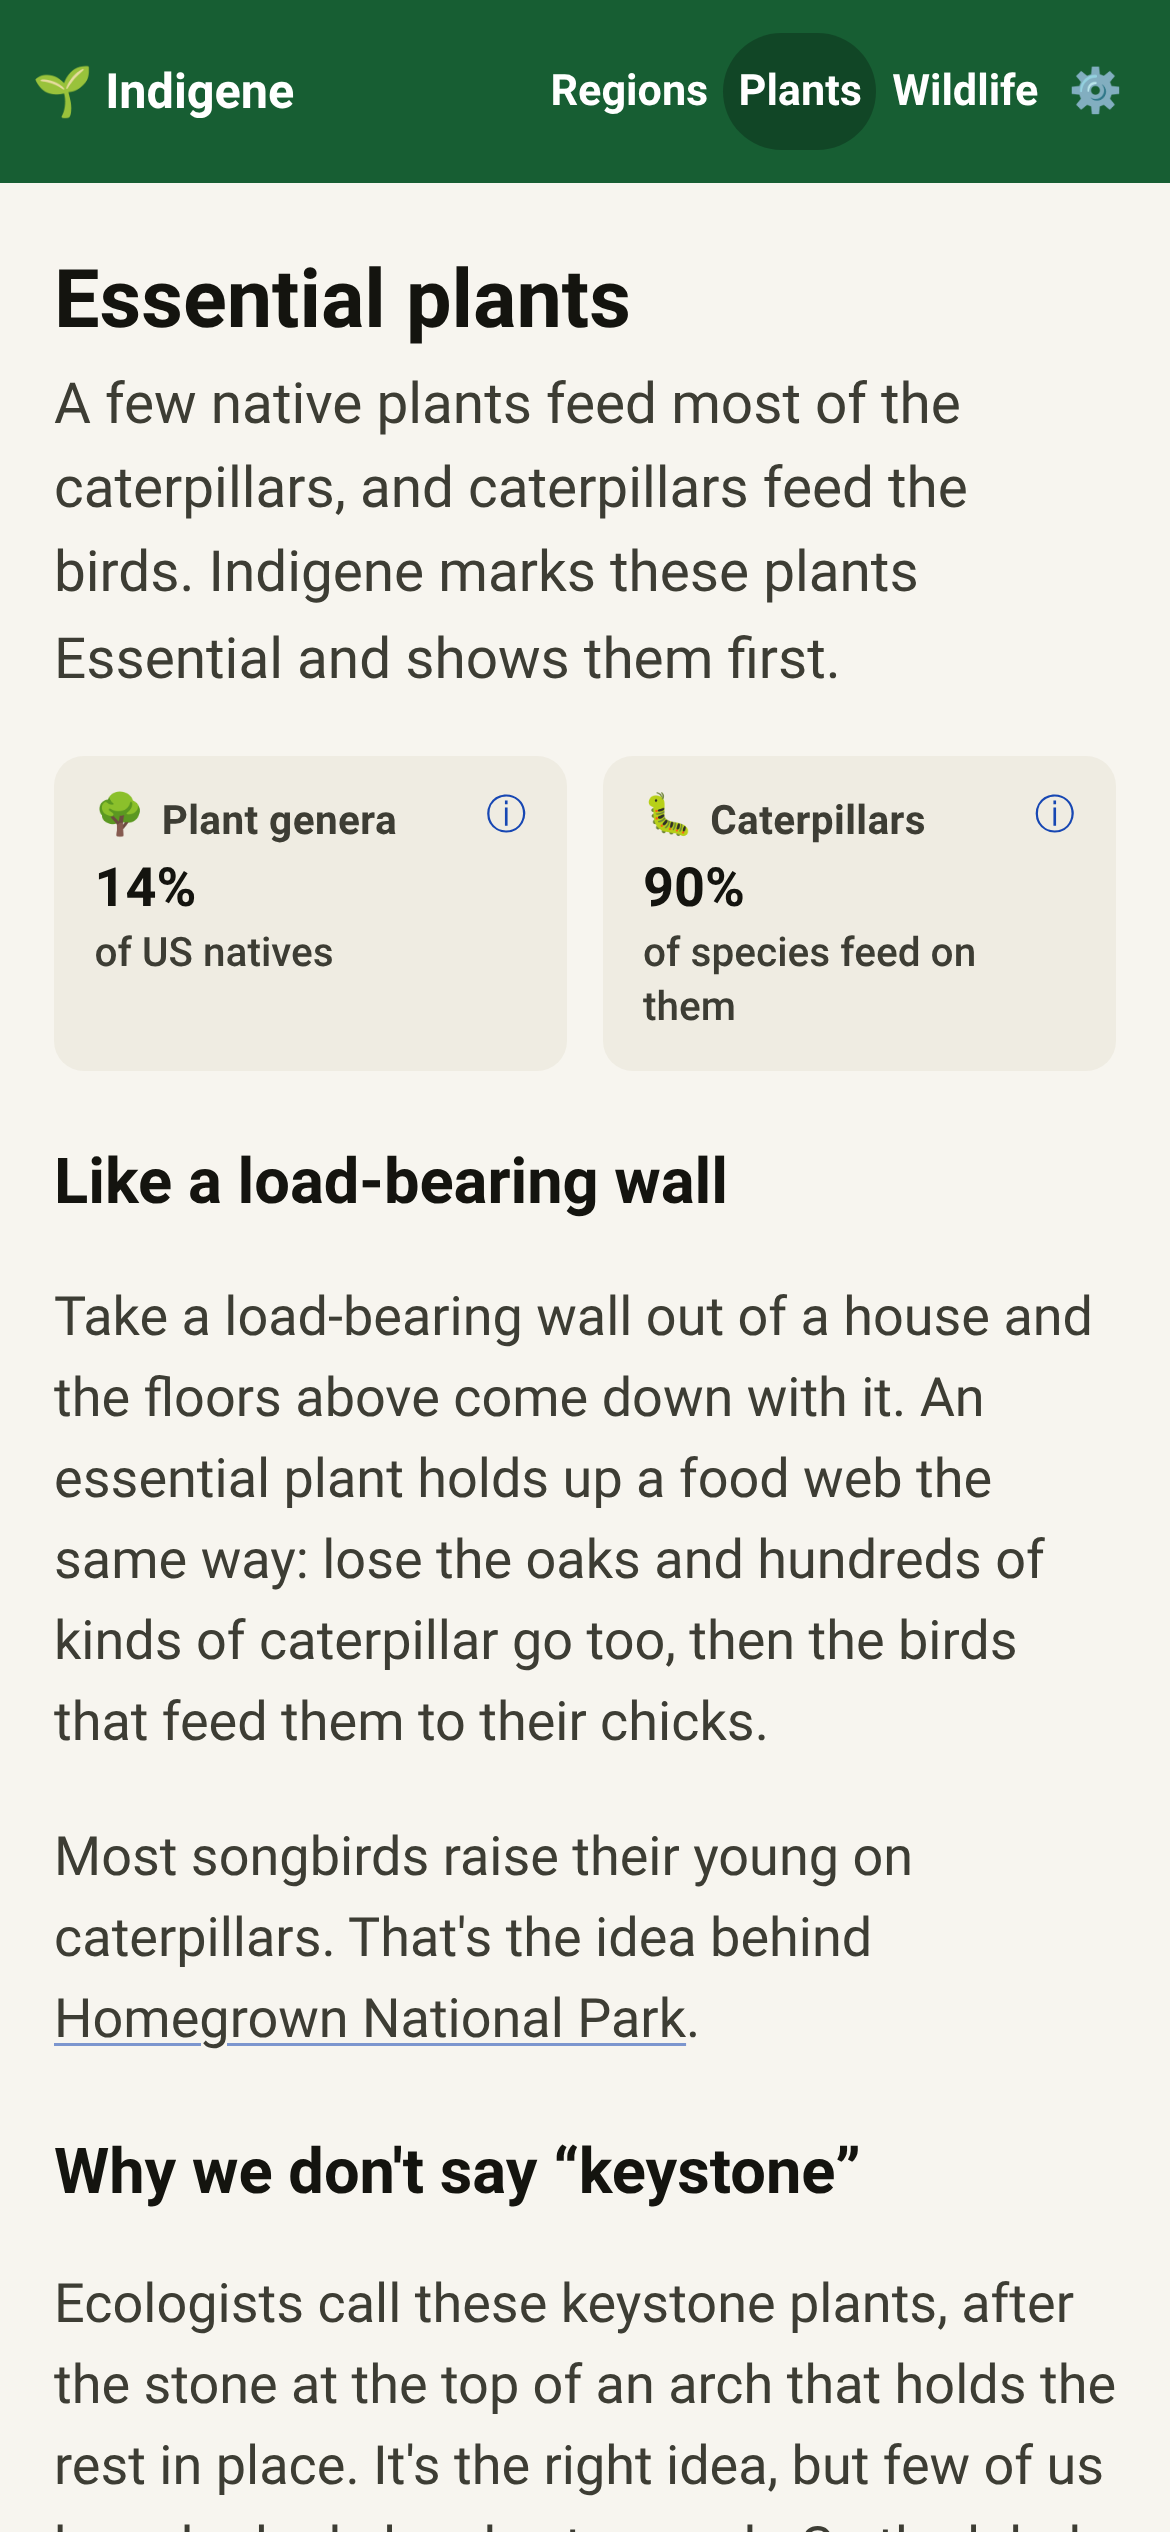 Indigene
Regions Plants Wildlife
Essential plants
A few native plants feed most of the
caterpillars, and caterpillars feed the
birds. Indigene marks these plants
Essential and shows them first.
Plant genera
14%
of US natives
Caterpillars
90%
of species feed on
them
Like a load-bearing wall
Take a load-bearing wall out of a house and
the floors above come down with it. An
essential plant holds up a food web the
same way: lose the oaks and hundreds of
kinds of caterpillar go too, then the birds
that feed them to their chicks.
Most songbirds raise their young on
caterpillars. That's the idea behind
Homegrown National Park.
Why we don't say “keystone”
Ecologists call these keystone plants, after
the stone at the top of an arch that holds the
rest in place. It's the right idea, but few of us